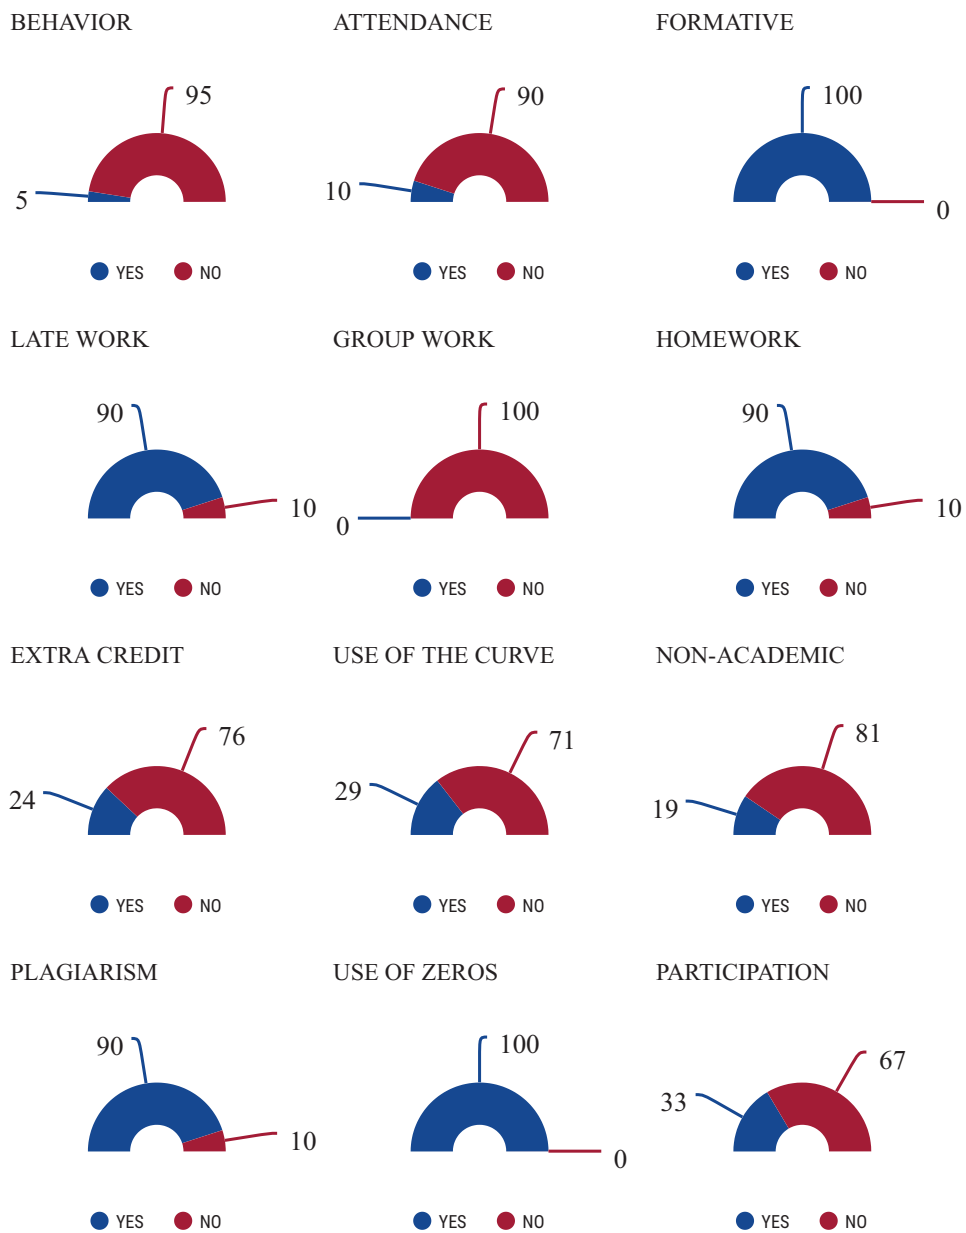 BEHAVIOR
95
5
YES NO
ATTENDANCE
90
10
YES NO
FORMATIVE
100
0
YES NO
LATE WORK
90
10
YES NO
GROUP WORK
100
0
YES NO
HOMEWORK
90
10
YES NO
EXTRA CREDIT
76
24
YES NO
USE OF THE CURVE
71
29
YES NO
NON-ACADEMIC
81
19
YES NO
PLAGIARISM
90
10
YES NO
USE OF ZEROS
100
0
YES NO
PARTICIPATION
67
33
YES NO